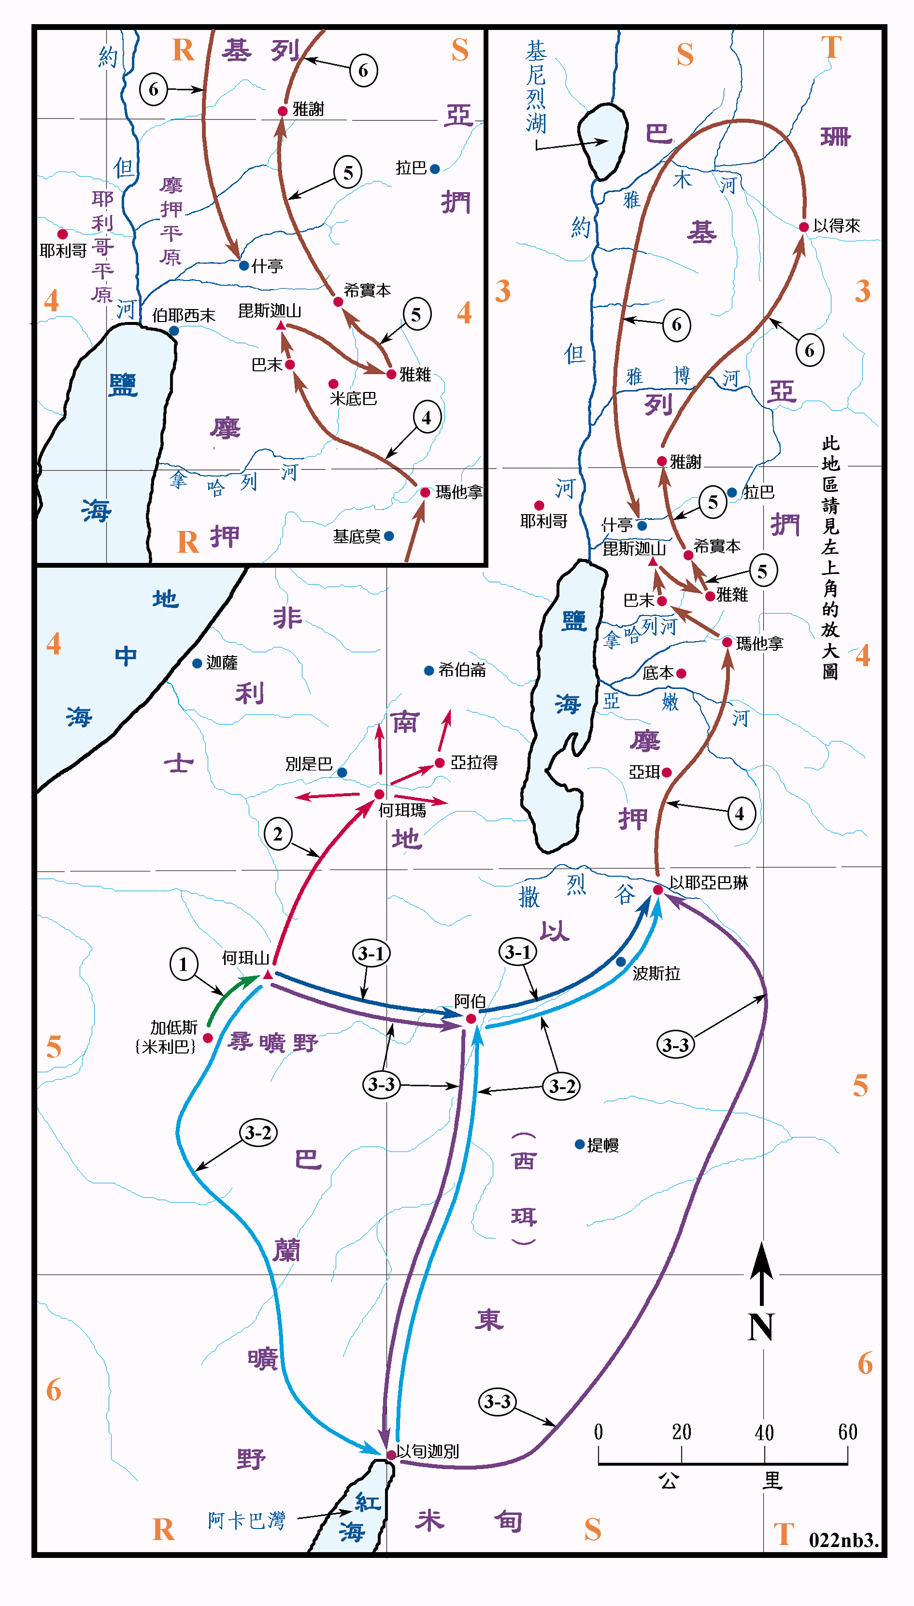 R
基列
S
約
6
6
雅謝
亞
捫
但
5
拉巴
摩押平原
耶利哥平原
耶利哥
什亭
4
河
伯耶西末
毘斯迦山
希實本
5
4
鹽
海
巴末
雅雜
米底巴
摩
押
4
拿哈列河
瑪他拿
R
基底莫
基尼烈湖
S
T
巴
珊
雅木河
約
基
以得來
3
3
6
6
但
雅博河
列
亞
捫
雅謝
河
耶利哥
5
拉巴
什亭
毘斯迦山
希實本
5
巴末
雅雜
此地區請見左上角的放大圖
鹽
海
拿哈列河
瑪他拿
4
底本
亞嫩河
摩
押
亞珥
4
地
中
海
4
非
利
士
迦薩
希伯崙
南
地
別是巴
亞拉得
何珥瑪
2
以耶亞巴琳
撒烈谷
以
東
1
何珥山
3-1
3-1
波斯拉
阿伯
加低斯
{米利巴}
尋曠野
3-3
3-2
3-3
5
5
3-2
巴
蘭
曠
野
(西珥)
提幔
N
6
6
3-3
0 20 40 60
公里
以旬迦別
紅
海
阿卡巴灣
米甸
R
S
T
022nb3.